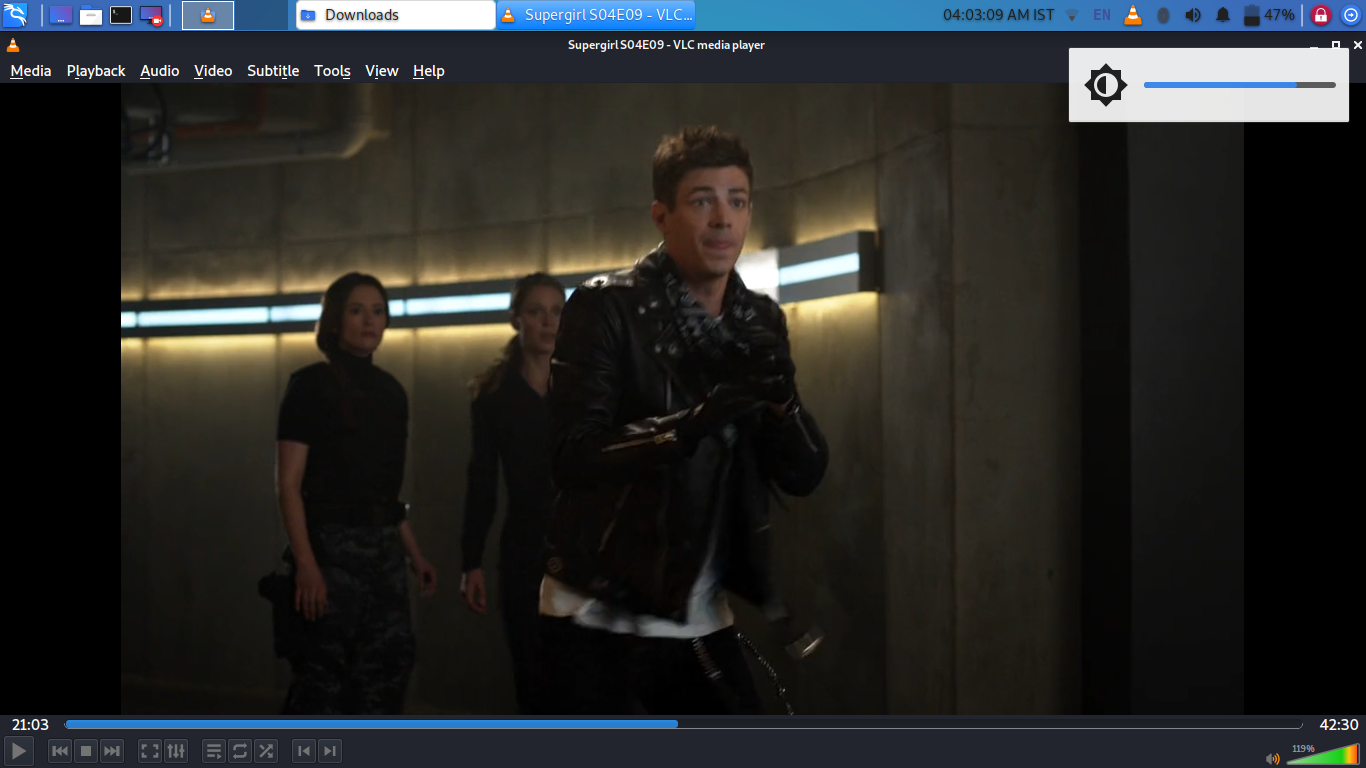 Downloads
Supergirl S04E09 - VLC...
04:03:09 AM IST
EN
47%
Supergirl S04E09 - VLC media player
Media Playback Audio Video Subtitle Tools View Help
21:03
42:30
119%